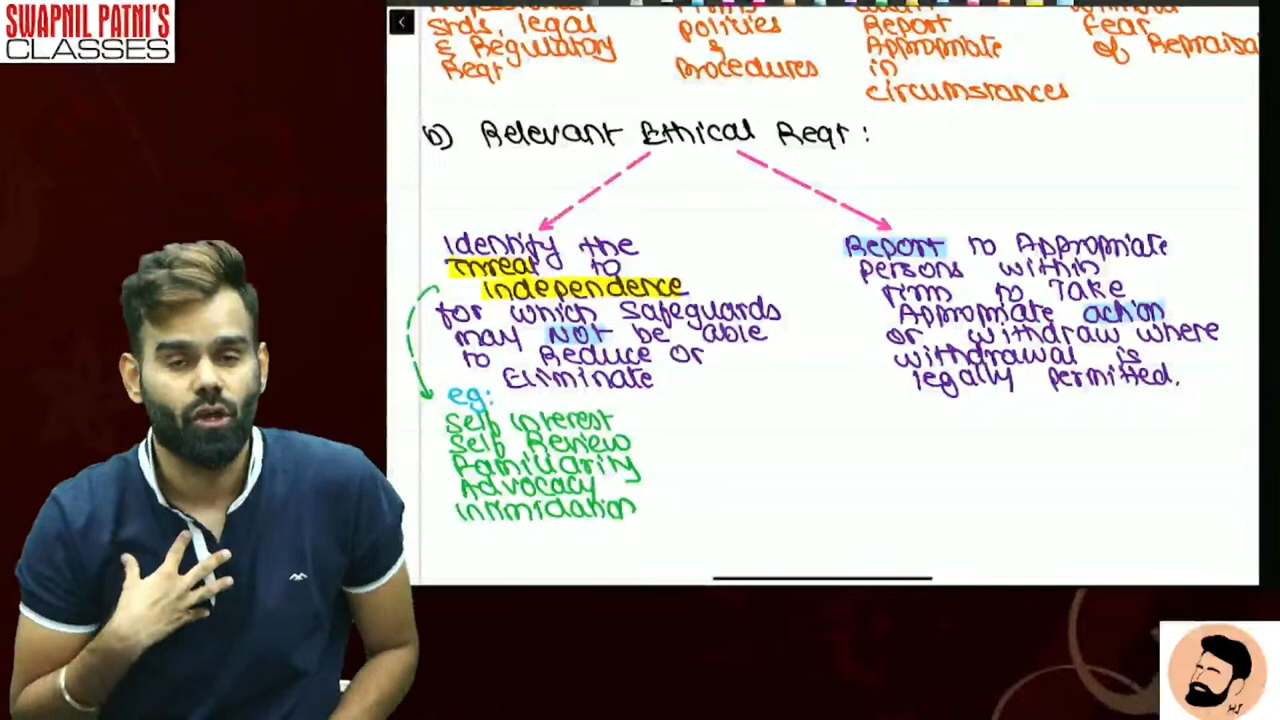 SWAPNIL PATNI'S
CLASSES
srds, legal
& Regulatory
Reqr
policies
&
procedures
Report
Appropriate
in
circumstances
fear
of Reprisal
b) Relevant Ethical Reqr :
Identify the
Threat to
independence
for which safeguards
may NOT be able
to Reduce or
Eliminate
eg:
Self interest
Self Review
Familiarity
Advocacy
intimidation
Report to Appropriate
persons within
firm to Take
Appropriate action
or withdraw where
withdrawal is
legally permitted.